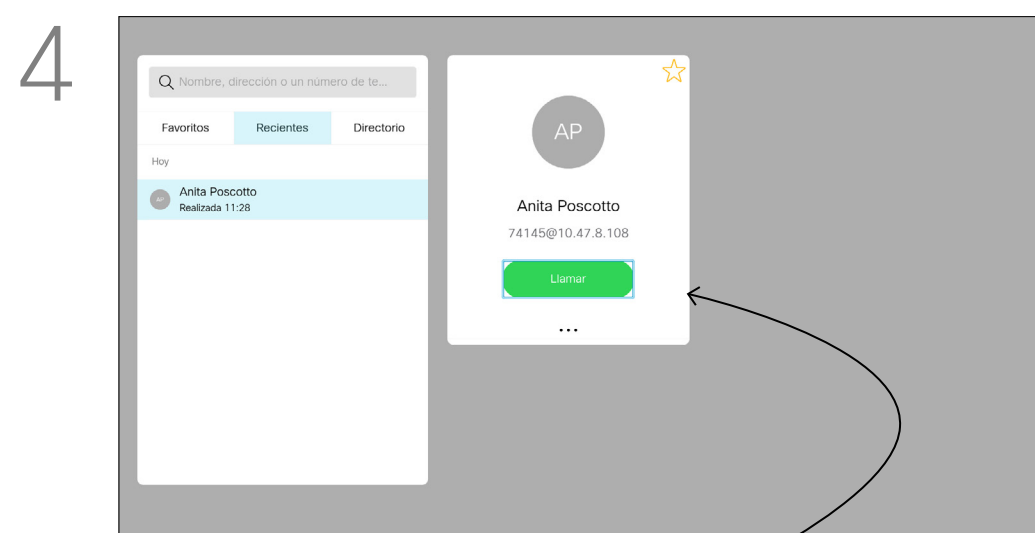 4
Nombre, dirección o un número de te...
Favoritos Recientes Directorio
Hoy
AP
Anita Poscotto
Realizada 11:28
AP
Anita Poscotto
74145@10.47.8.108
Llamar
...